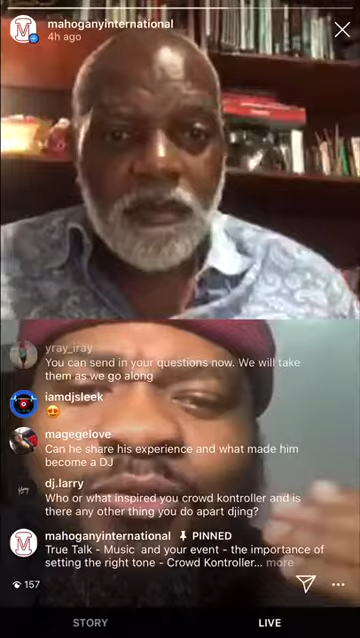 mahoganyinternational
4h ago
yray_iray
You can send in your questions now. We will take
them as we go along
iamdjsleek
😍
magegelove
Can he share his experience and what made him
become a DJ
dj.larry
Who or what inspired you crowd kontroller and is
there any other thing you do apart djing?
mahoganyinternational PINNED
True Talk - Music and your event - the importance of
setting the right tone - Crowd Kontroller... more
157
STORY LIVE